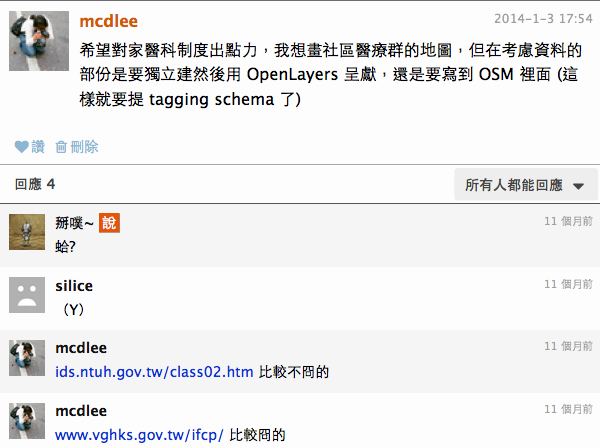 mcdlee
2014-1-3 17:54
希望對家醫科制度出點力，我想畫社區醫療群的地圖，但在考慮資料的
部份是要獨立建然後用 OpenLayers 呈獻，還是要寫到 OSM 裡面 (這
樣就要提 tagging schema 了)
讚 刪除
回應 4
所有人都能回應
掰噗~ 說
11 個月前
蛤?
silice
11 個月前
（Y）
mcdlee
11 個月前
ids.ntuh.gov.tw/class02.htm 比較不冏的
mcdlee
11 個月前
www.vghks.gov.tw/ifcp/ 比較冏的